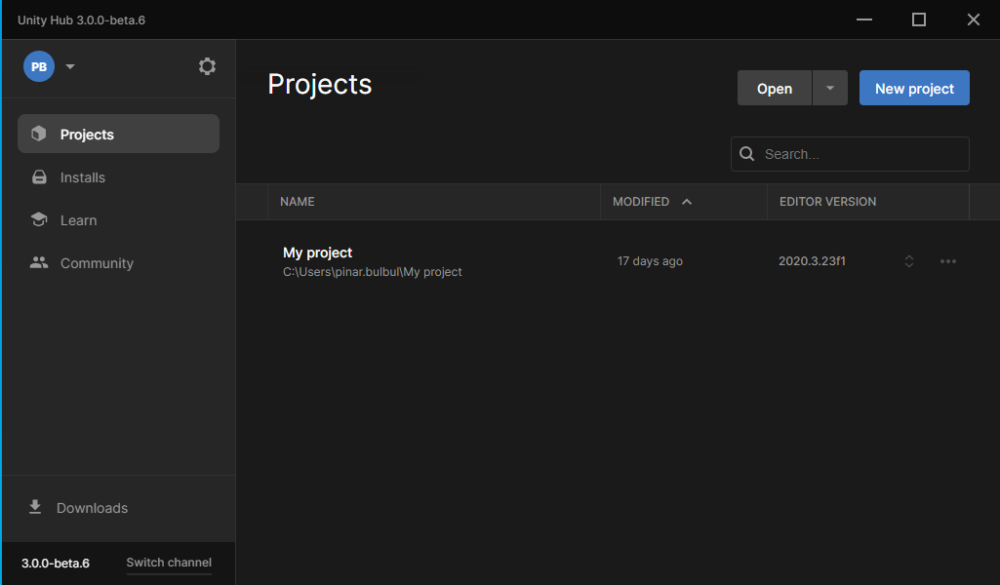 Unity Hub 3.0.0-beta.6
PB
Projects
Installs
Learn
Community
Downloads
3.0.0-beta.6 Switch channel
Projects
Open
New project
Search...
NAME MODIFIED EDITOR VERSION
My project
C:\Users\pinar.bulbul\My project
17 days ago
2020.3.23f1